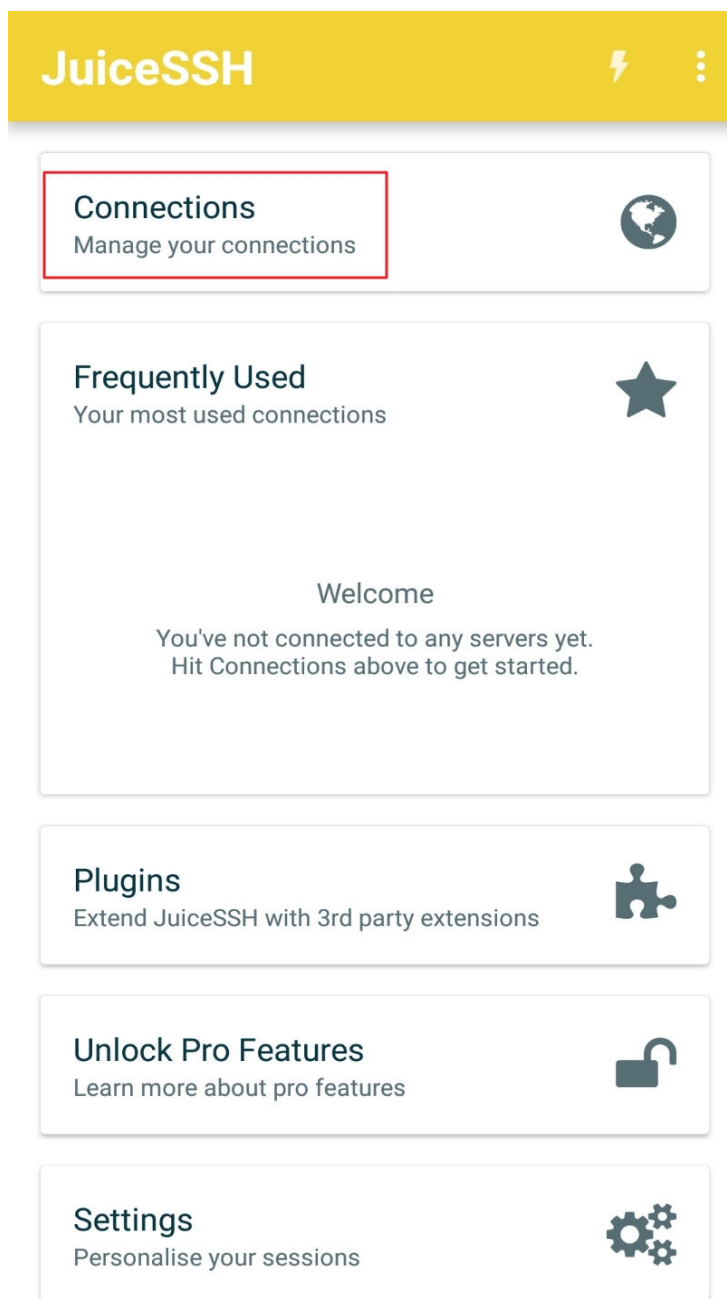 JuiceSSH
Connections
Manage your connections
Frequently Used
Your most used connections
Welcome
You've not connected to any servers yet.
Hit Connections above to get started.
Plugins
Extend JuiceSSH with 3rd party extensions
Unlock Pro Features
Learn more about pro features
Settings
Personalise your sessions